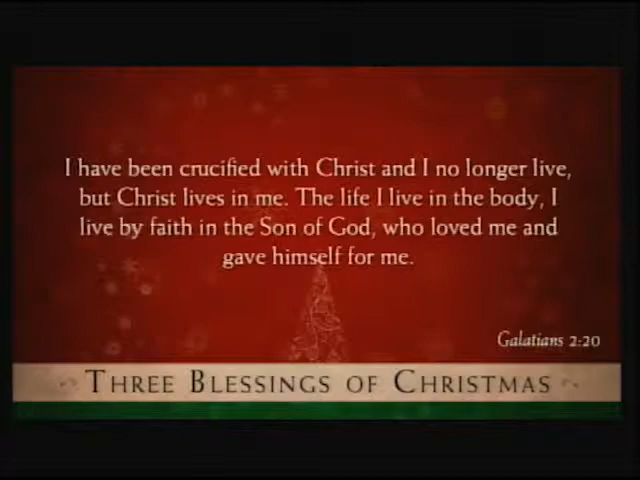 I have been crucified with Christ and I no longer live,
but Christ lives in me. The life I live in the body, I
live by faith in the Son of God, who loved me and
gave himself for me.
Galatians 2:20
THREE BLESSINGS OF CHRISTMAS